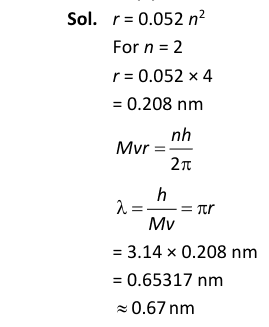 Sol. r = 0.052 n²
For n = 2
r = 0.052 × 4
= 0.208 nm
Mvr = nh/2π
λ = h/Mv = πr
= 3.14 × 0.208 nm
= 0.65317 nm
≈ 0.67 nm